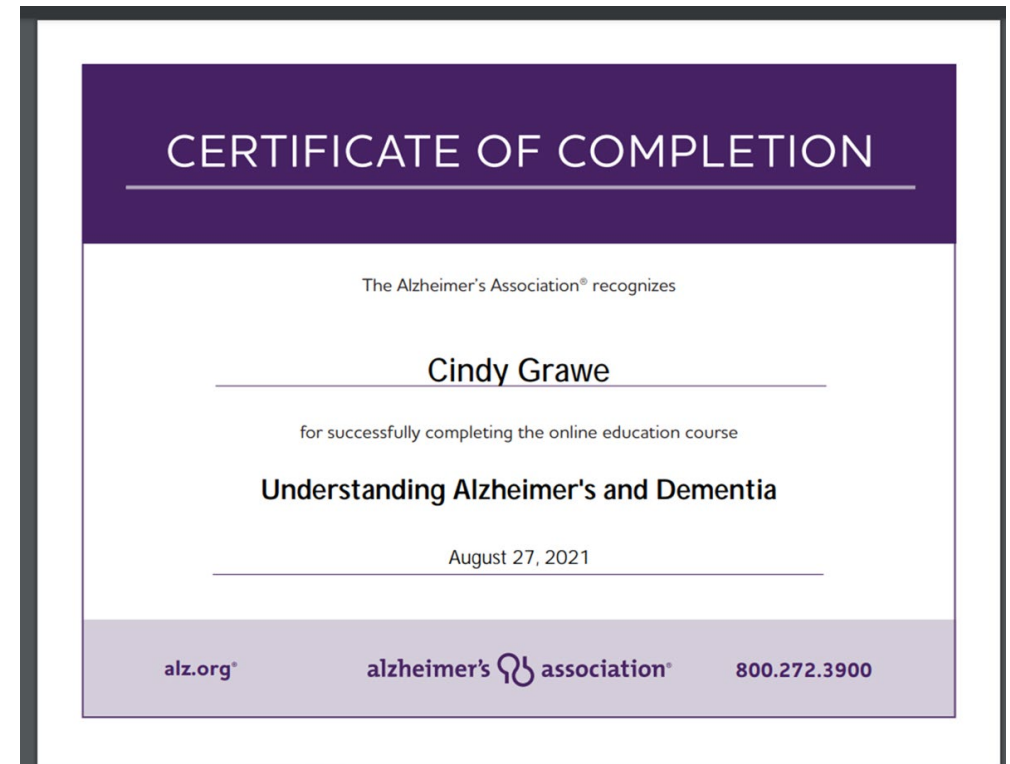 CERTIFICATE OF COMPLETION
The Alzheimer's Association® recognizes
Cindy Grawe
for successfully completing the online education course
Understanding Alzheimer's and Dementia
August 27, 2021
alz.org® alzheimer's association® 800.272.3900